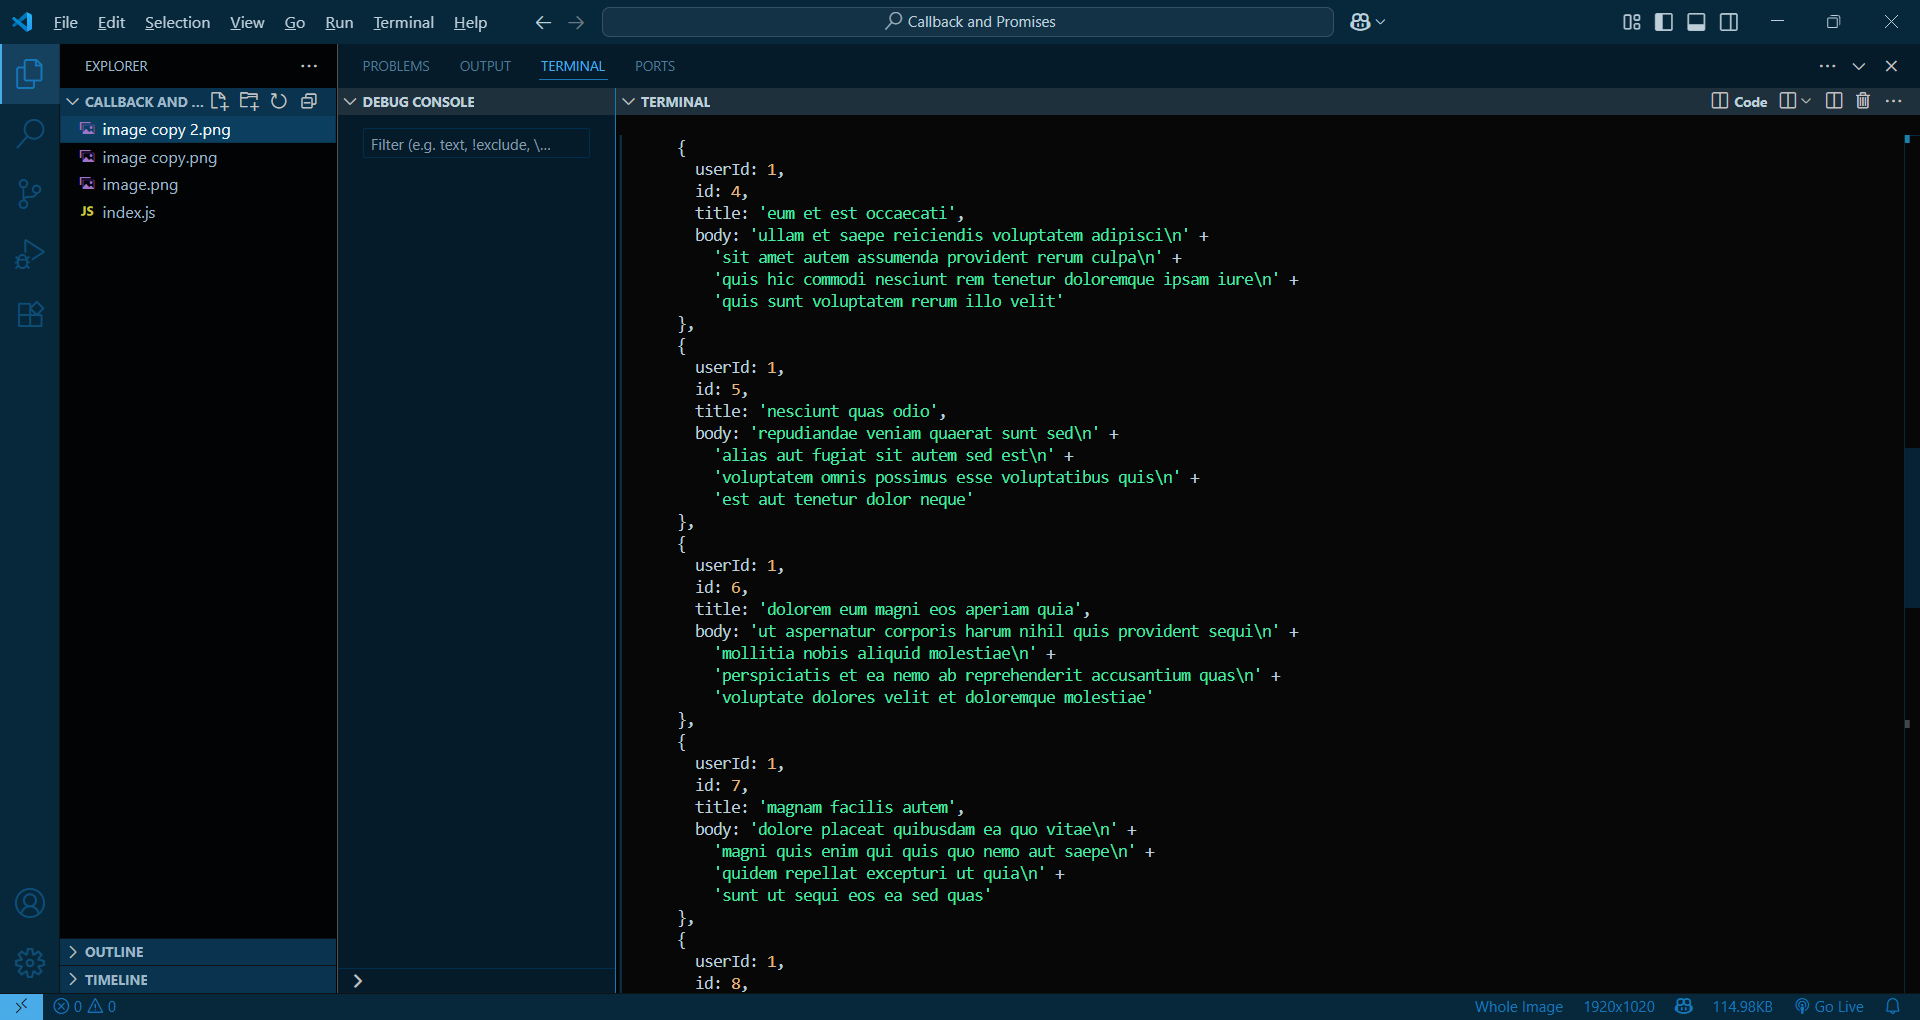 File Edit Selection View Go Run Terminal Help
Callback and Promises
EXPLORER
CALLBACK AND ...
image copy 2.png
image copy.png
image.png
JS index.js
OUTLINE
TIMELINE
PROBLEMS OUTPUT TERMINAL PORTS
DEBUG CONSOLE
Filter (e.g. text, !exclude, \...
TERMINAL
Code
{
userId: 1,
id: 4,
title: 'eum et est occaecati',
body: 'ullam et saepe reiciendis voluptatem adipisci\n' +
'sit amet autem assumenda provident rerum culpa\n' +
'quis hic commodi nesciunt rem tenetur doloremque ipsam iure\n' +
'quis sunt voluptatem rerum illo velit'
},
{
userId: 1,
id: 5,
title: 'nesciunt quas odio',
body: 'repudiandae veniam quaerat sunt sed\n' +
'alias aut fugiat sit autem sed est\n' +
'voluptatem omnis possimus esse voluptatibus quis\n' +
'est aut tenetur dolor neque'
},
{
userId: 1,
id: 6,
title: 'dolorem eum magni eos aperiam quia',
body: 'ut aspernatur corporis harum nihil quis provident sequi\n' +
'mollitia nobis aliquid molestiae\n' +
'perspiciatis et ea nemo ab reprehenderit accusantium quas\n' +
'voluptate dolores velit et doloremque molestiae'
},
{
userId: 1,
id: 7,
title: 'magnam facilis autem',
body: 'dolore placeat quibusdam ea quo vitae\n' +
'magni quis enim qui quis quo nemo aut saepe\n' +
'quidem repellat excepturi ut quia\n' +
'sunt ut sequi eos ea sed quas'
},
{
userId: 1,
id: 8,
0 0
Whole Image 1920x1020 114.98KB Go Live